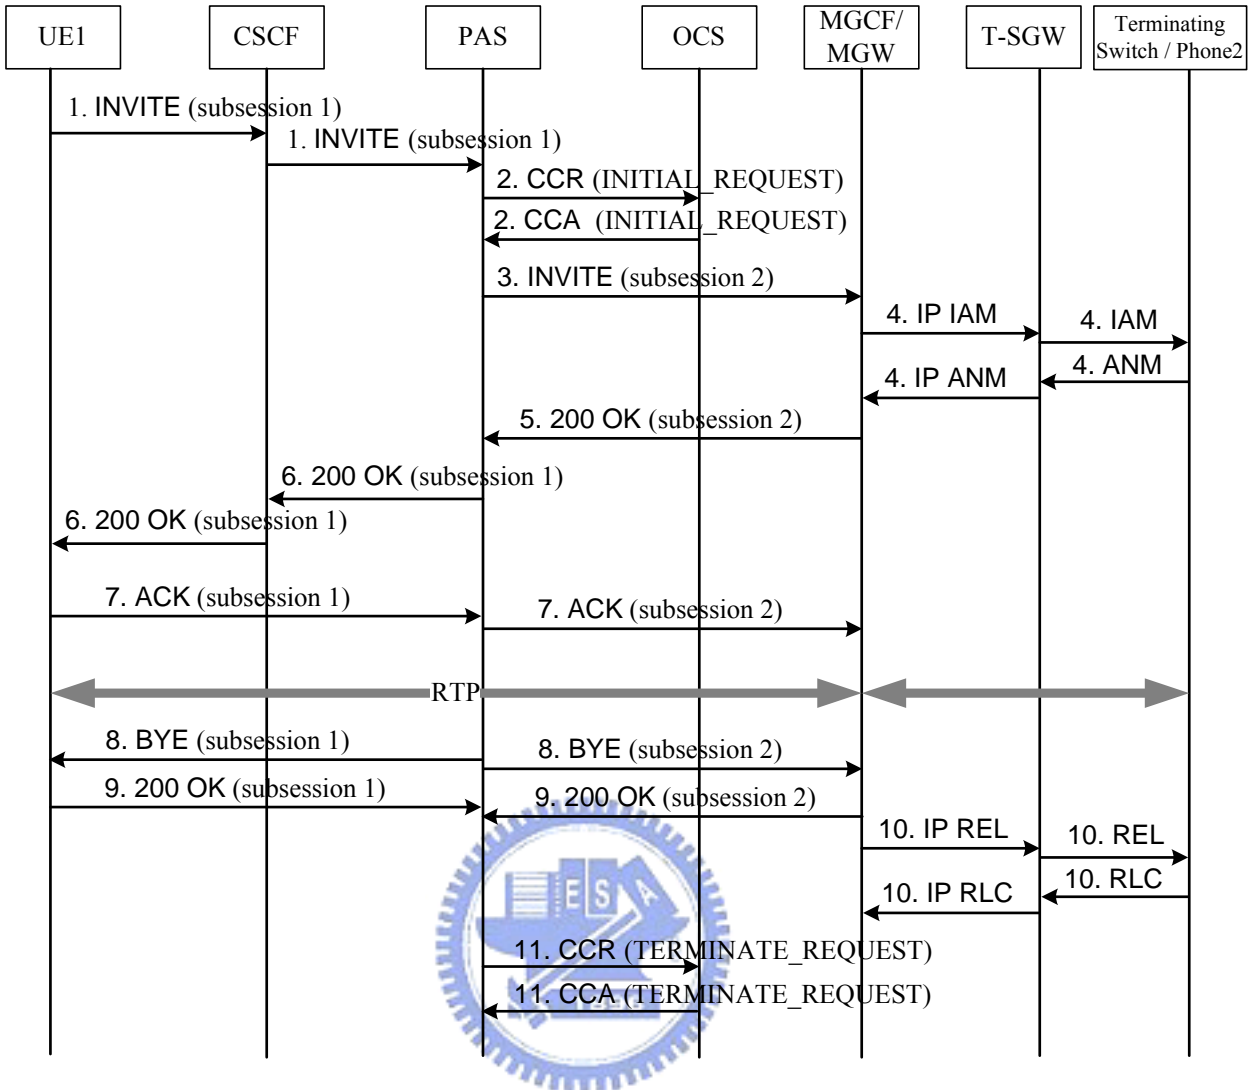 UE1
CSCF
PAS
OCS
MGCF/
MGW
T-SGW
Terminating
Switch / Phone2
1. INVITE (subsession 1)
1. INVITE (subsession 1)
2. CCR (INITIAL_REQUEST)
2. CCA (INITIAL_REQUEST)
3. INVITE (subsession 2)
4. IP IAM
4. IAM
4. ANM
4. IP ANM
5. 200 OK (subsession 2)
6. 200 OK (subsession 1)
6. 200 OK (subsession 1)
7. ACK (subsession 1)
7. ACK (subsession 2)
RTP
8. BYE (subsession 1)
8. BYE (subsession 2)
9. 200 OK (subsession 1)
9. 200 OK (subsession 2)
10. IP REL
10. REL
10. RLC
10. IP RLC
E S A
11. CCR (TERMINATE_REQUEST)
11. CCA (TERMINATE_REQUEST)